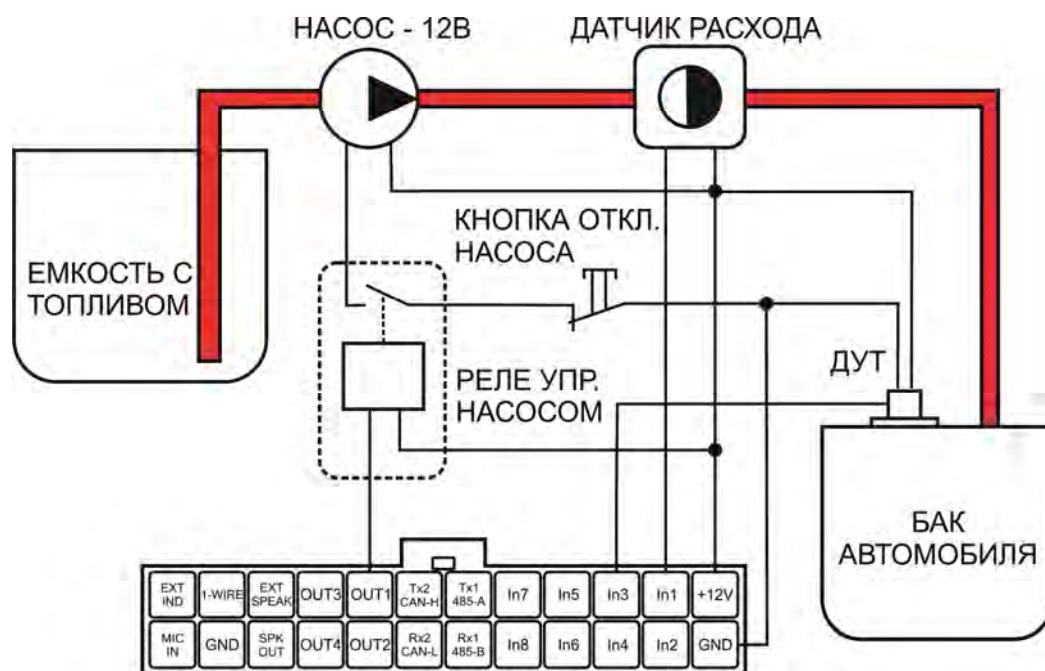 НАСОС - 12В
ДАТЧИК РАСХОДА
КНОПКА ОТКЛ.
НАСОСА
ЕМКОСТЬ С
ТОПЛИВОМ
ДУТ
РЕЛЕ УПР.
НАСОСОМ
БАК
АВТОМОБИЛЯ
EXT IND
1-WIRE
EXT SPEAK
OUT3
OUT1
Tx2 CAN-H
Tx1 485-A
In7
In5
In3
In1
+12V
MIC IN
GND
SPK OUT
OUT4
OUT2
Rx2 CAN-L
Rx1 485-B
In8
In6
In4
In2
GND